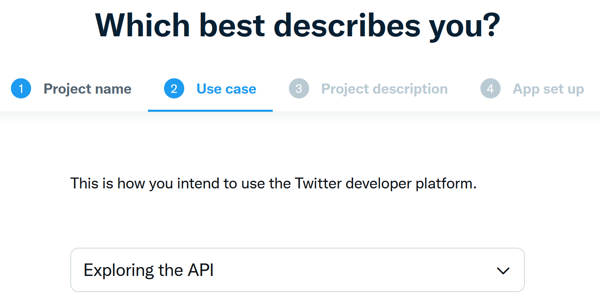 Which best describes you?
1 Project name 2 Use case 3 Project description 4 App set up
This is how you intend to use the Twitter developer platform.
Exploring the API